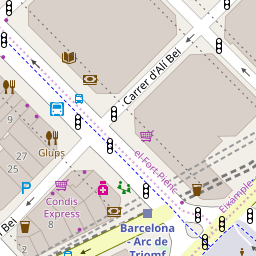 Carrer d'Alí Bei
9
Glups
27
25
el Fort Pienc
Eixample
P
Condis
Express
8
Bei
Barcelona
- Arc de
Triomf